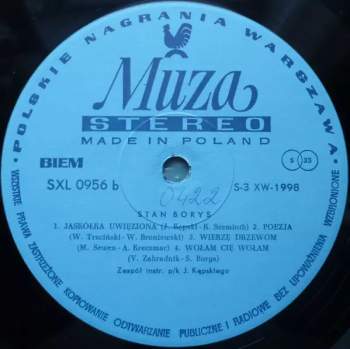 POLSKIE NAGRANIA WARSZAWA
Muza
STEREO
MADE IN POLAND
BIEM
S 33
SXL 0956 b
0422
S-3 XW-1998
STAN BORYS
1. JASKÓŁKA UWIĘZIONA (J. Kępski - K. Szemioth) 2. POEZJA
(W. Trzciński - W. Broniewski) 3. WIERZĘ DRZEWOM
(M. Sewen - A. Kreczmar) 4. WOŁAM CIĘ WOŁAM
(V. Zahradnik - S. Borys)
Zespół instr. p/k J. Kępskiego
WSZELKIE PRAWA ZASTRZEŻONE KOPIOWANIE ODTWARZANIE PUBLICZNE I RADIOWE BEZ UPOWAŻNIENIA WZBRONIONE